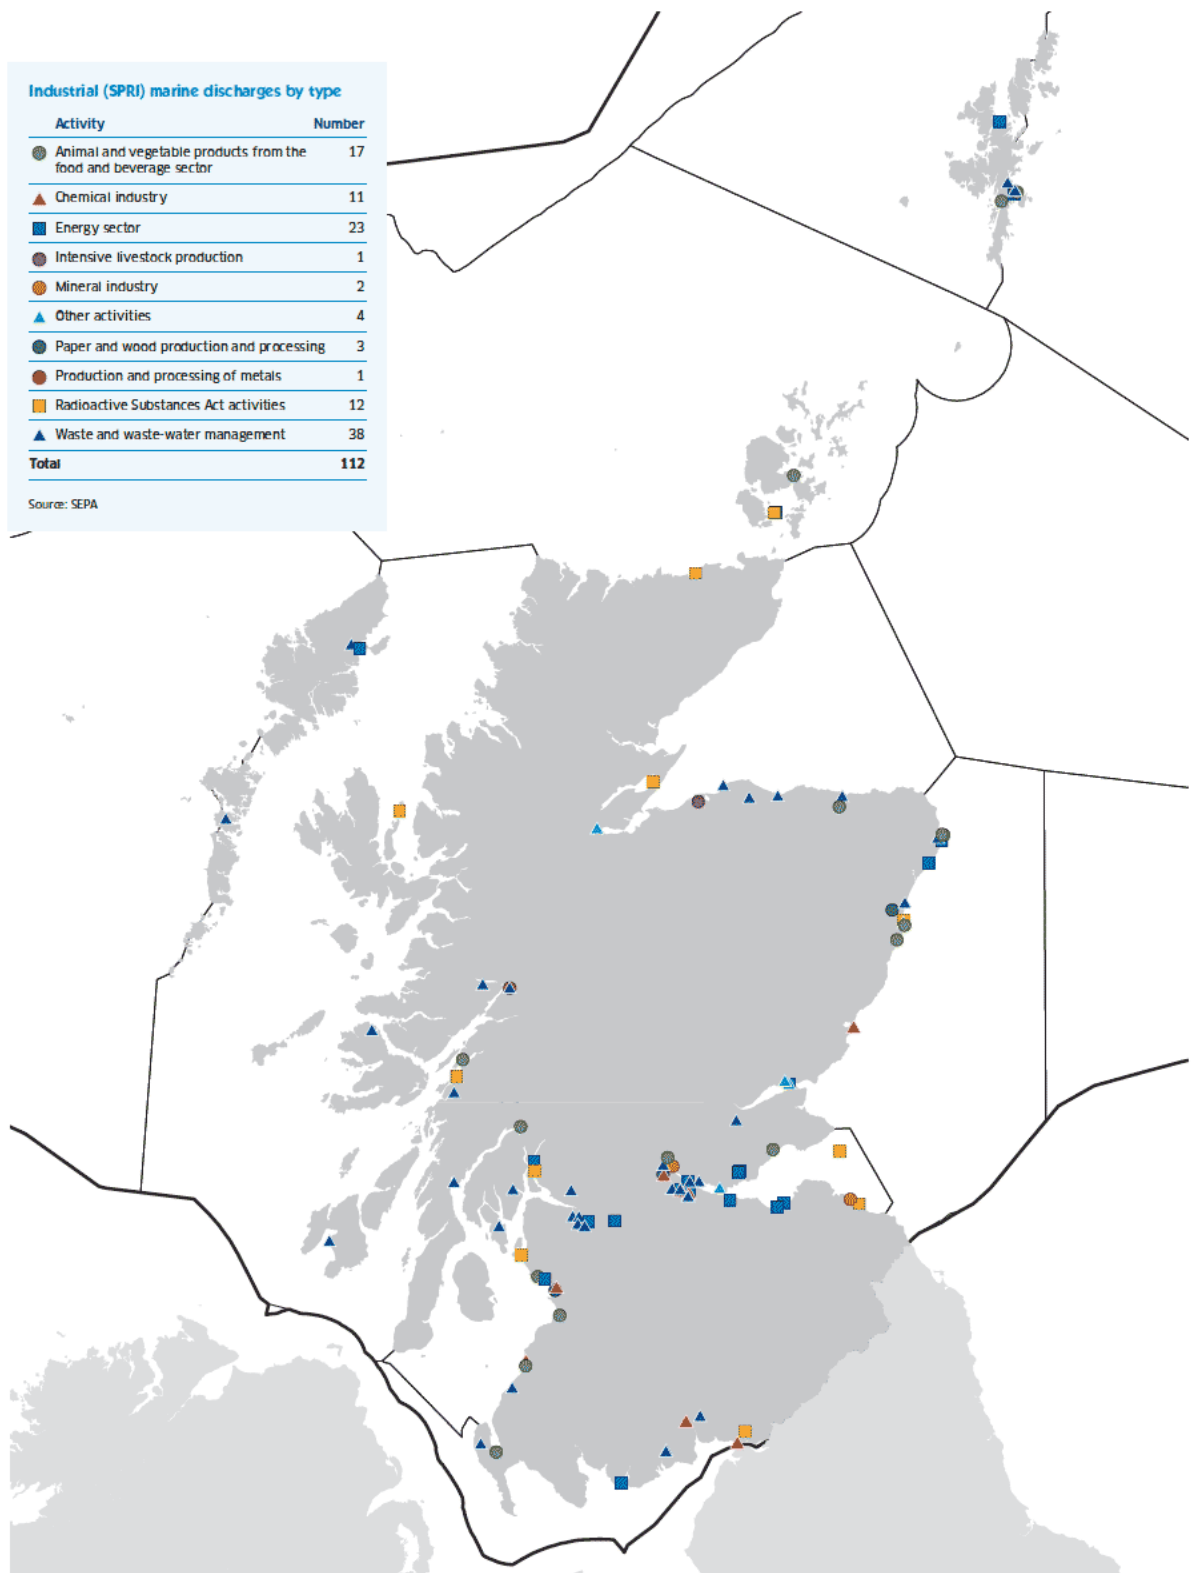 Industrial (SPRI) marine discharges by type
Activity Number
Animal and vegetable products from the 17
food and beverage sector
Chemical industry 11
Energy sector 23
Intensive livestock production 1
Mineral industry 2
Other activities 4
Paper and wood production and processing 3
Production and processing of metals 1
Radioactive Substances Act activities 12
Waste and waste-water management 38
Total 112
Source: SEPA